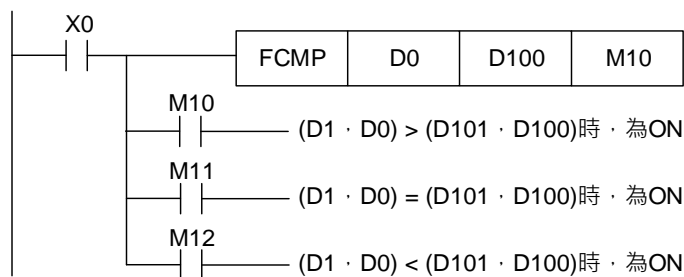 X0
FCMP D0 D100 M10
M10
(D1,D0) > (D101,D100)時,為ON
M11
(D1,D0) = (D101,D100)時,為ON
M12
(D1,D0) < (D101,D100)時,為ON